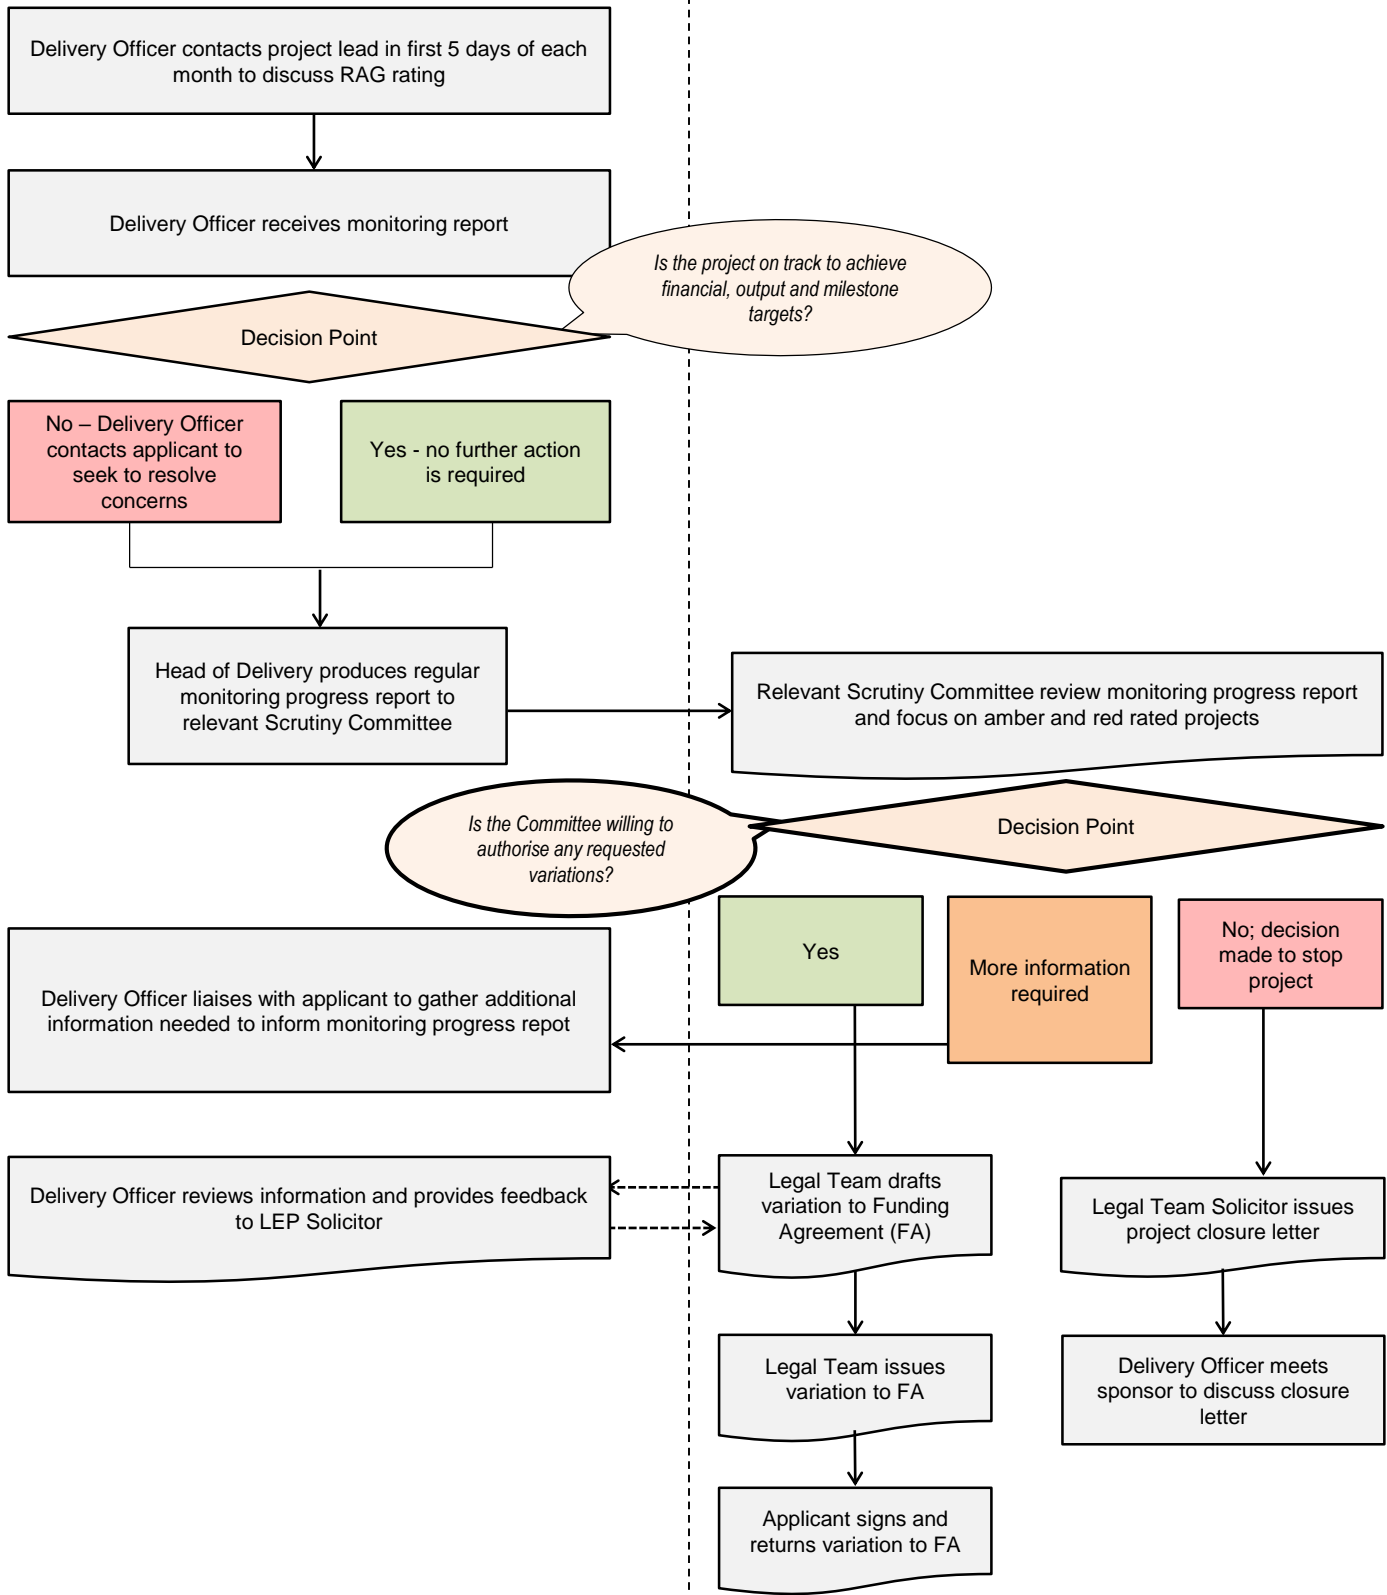 Delivery Officer contacts project lead in first 5 days of each
month to discuss RAG rating
Delivery Officer receives monitoring report
Is the project on track to achieve
financial, output and milestone
targets?
Decision Point
No – Delivery Officer
contacts applicant to
seek to resolve
concerns
Yes - no further action
is required
Head of Delivery produces regular
monitoring progress report to
relevant Scrutiny Committee
Relevant Scrutiny Committee review monitoring progress report
and focus on amber and red rated projects
Is the Committee willing to
authorise any requested
variations?
Decision Point
Yes
More information
required
No; decision
made to stop
project
Delivery Officer liaises with applicant to gather additional
information needed to inform monitoring progress repot
Delivery Officer reviews information and provides feedback
to LEP Solicitor
Legal Team drafts
variation to Funding
Agreement (FA)
Legal Team Solicitor issues
project closure letter
Legal Team issues
variation to FA
Delivery Officer meets
sponsor to discuss closure
letter
Applicant signs and
returns variation to FA